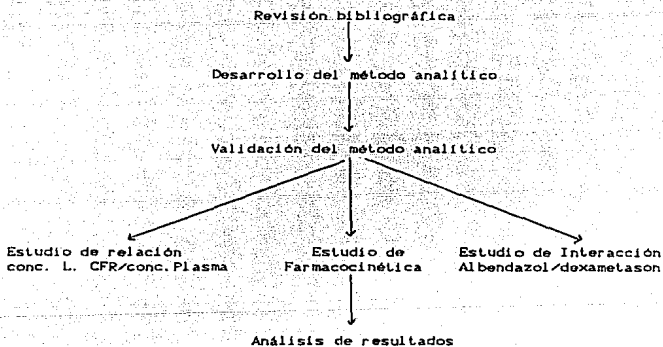 Revisión bibliográfica
Desarrollo del método analítico
Validación del método analítico
Estudio de relación
conc. L. CFR/conc. Plasma
Estudio de
Farmacocinética
Estudio de Interacción
Albendazol/dexametason
Análisis de resultados